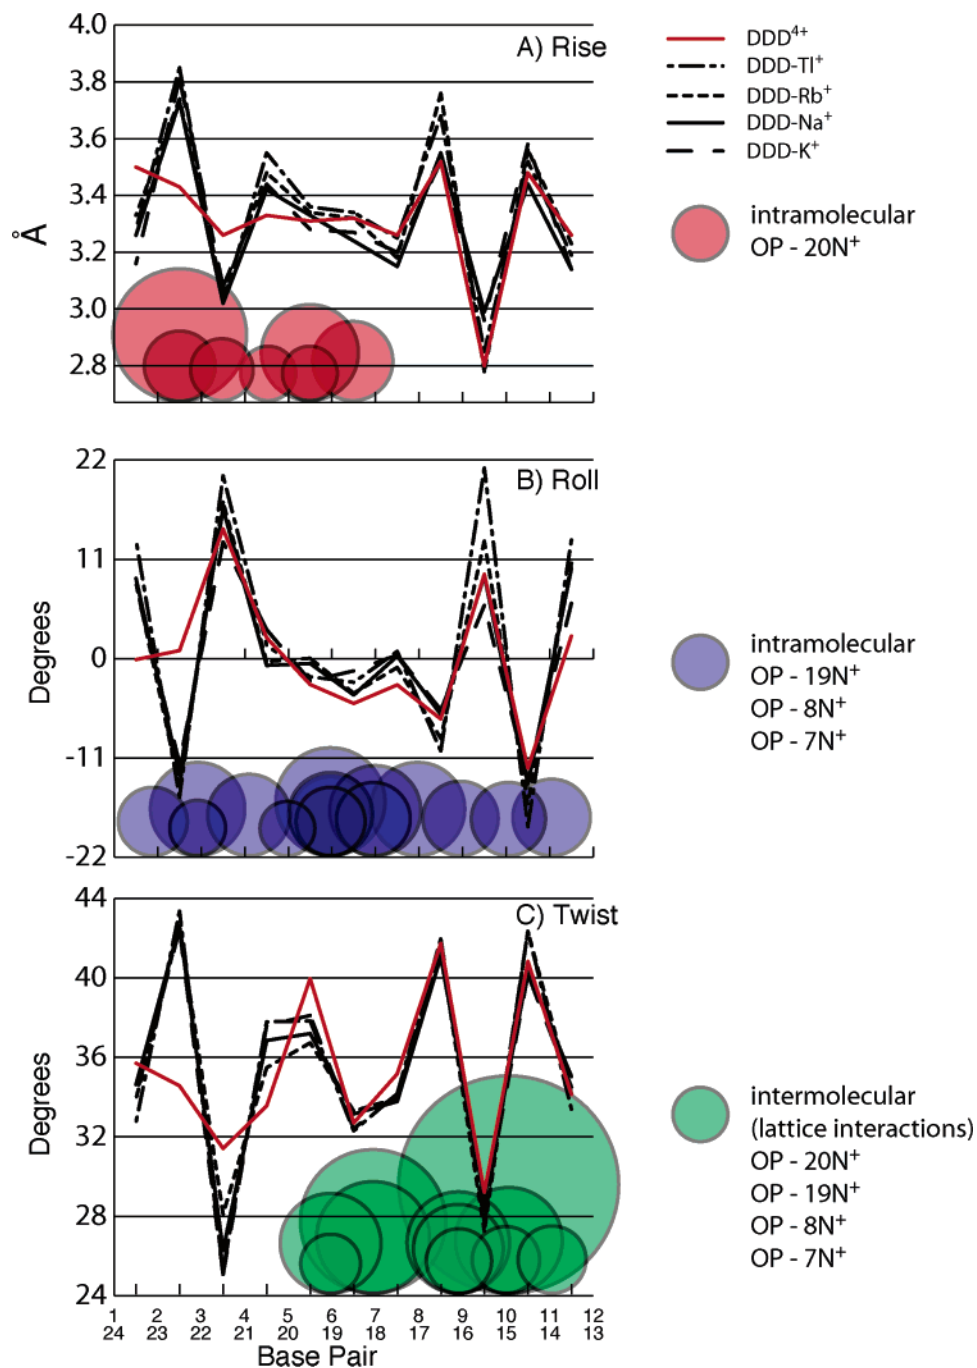 4.0
3.8
3.6
3.4
3.2
3.0
2.8
Å
A) Rise
DDD⁴⁺
DDD-Tl⁺
DDD-Rb⁺
DDD-Na⁺
DDD-K⁺
intramolecular
OP - 20N⁺
22
11
0
-11
-22
Degrees
B) Roll
intramolecular
OP - 19N⁺
OP - 8N⁺
OP - 7N⁺
44
40
36
32
28
24
Degrees
C) Twist
intermolecular
(lattice interactions)
OP - 20N⁺
OP - 19N⁺
OP - 8N⁺
OP - 7N⁺
1 2 3 4 5 6 7 8 9 10 11 12
24 23 22 21 20 19 18 17 16 15 14 13
Base Pair